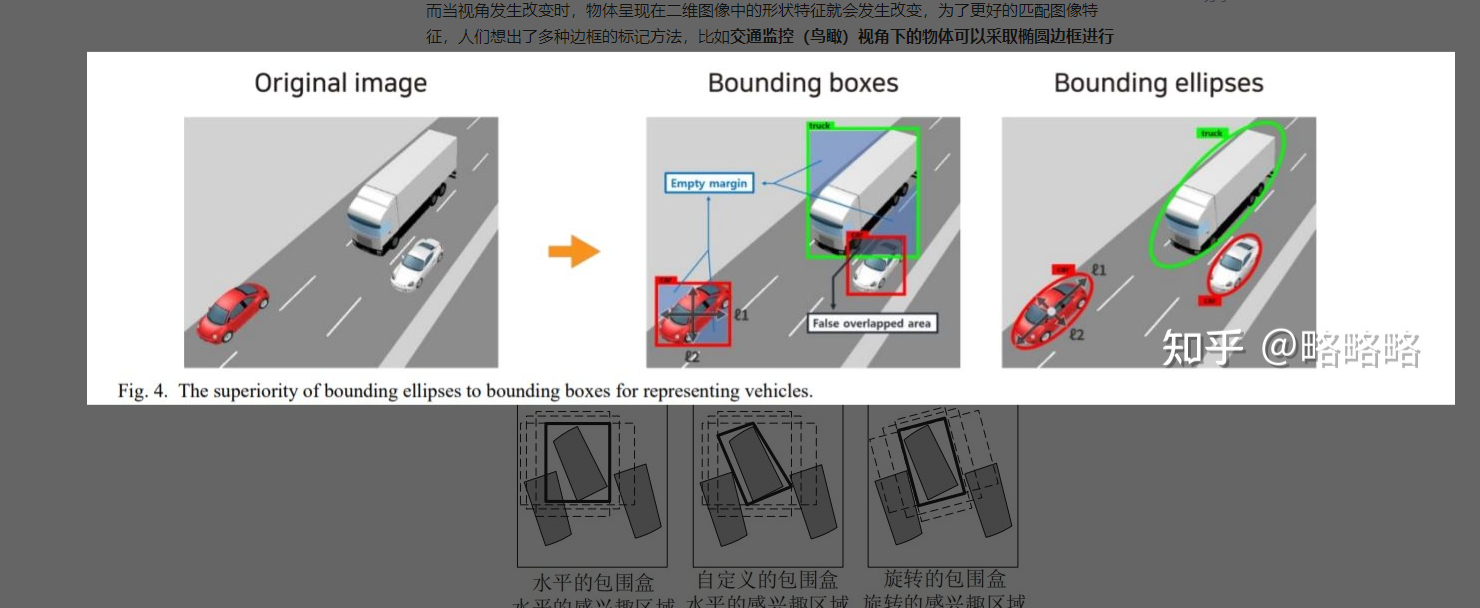 而当视角发生改变时，物体呈现在二维图像中的形状特征就会发生改变，为了更好的匹配图像特
征，人们想出了多种边框的标记方法，比如交通监控（鸟瞰）视角下的物体可以采取椭圆边框进行
Original image
Bounding boxes
Bounding ellipses
truck
truck
Empty margin
car
car
ℓ1
ℓ2
False overlapped area
car
ℓ1
ℓ2
car
知乎 @略略略
Fig. 4. The superiority of bounding ellipses to bounding boxes for representing vehicles.
水平的包围盒
自定义的包围盒
旋转的包围盒
水平的感兴趣区域
水平的感兴趣区域
旋转的感兴趣区域